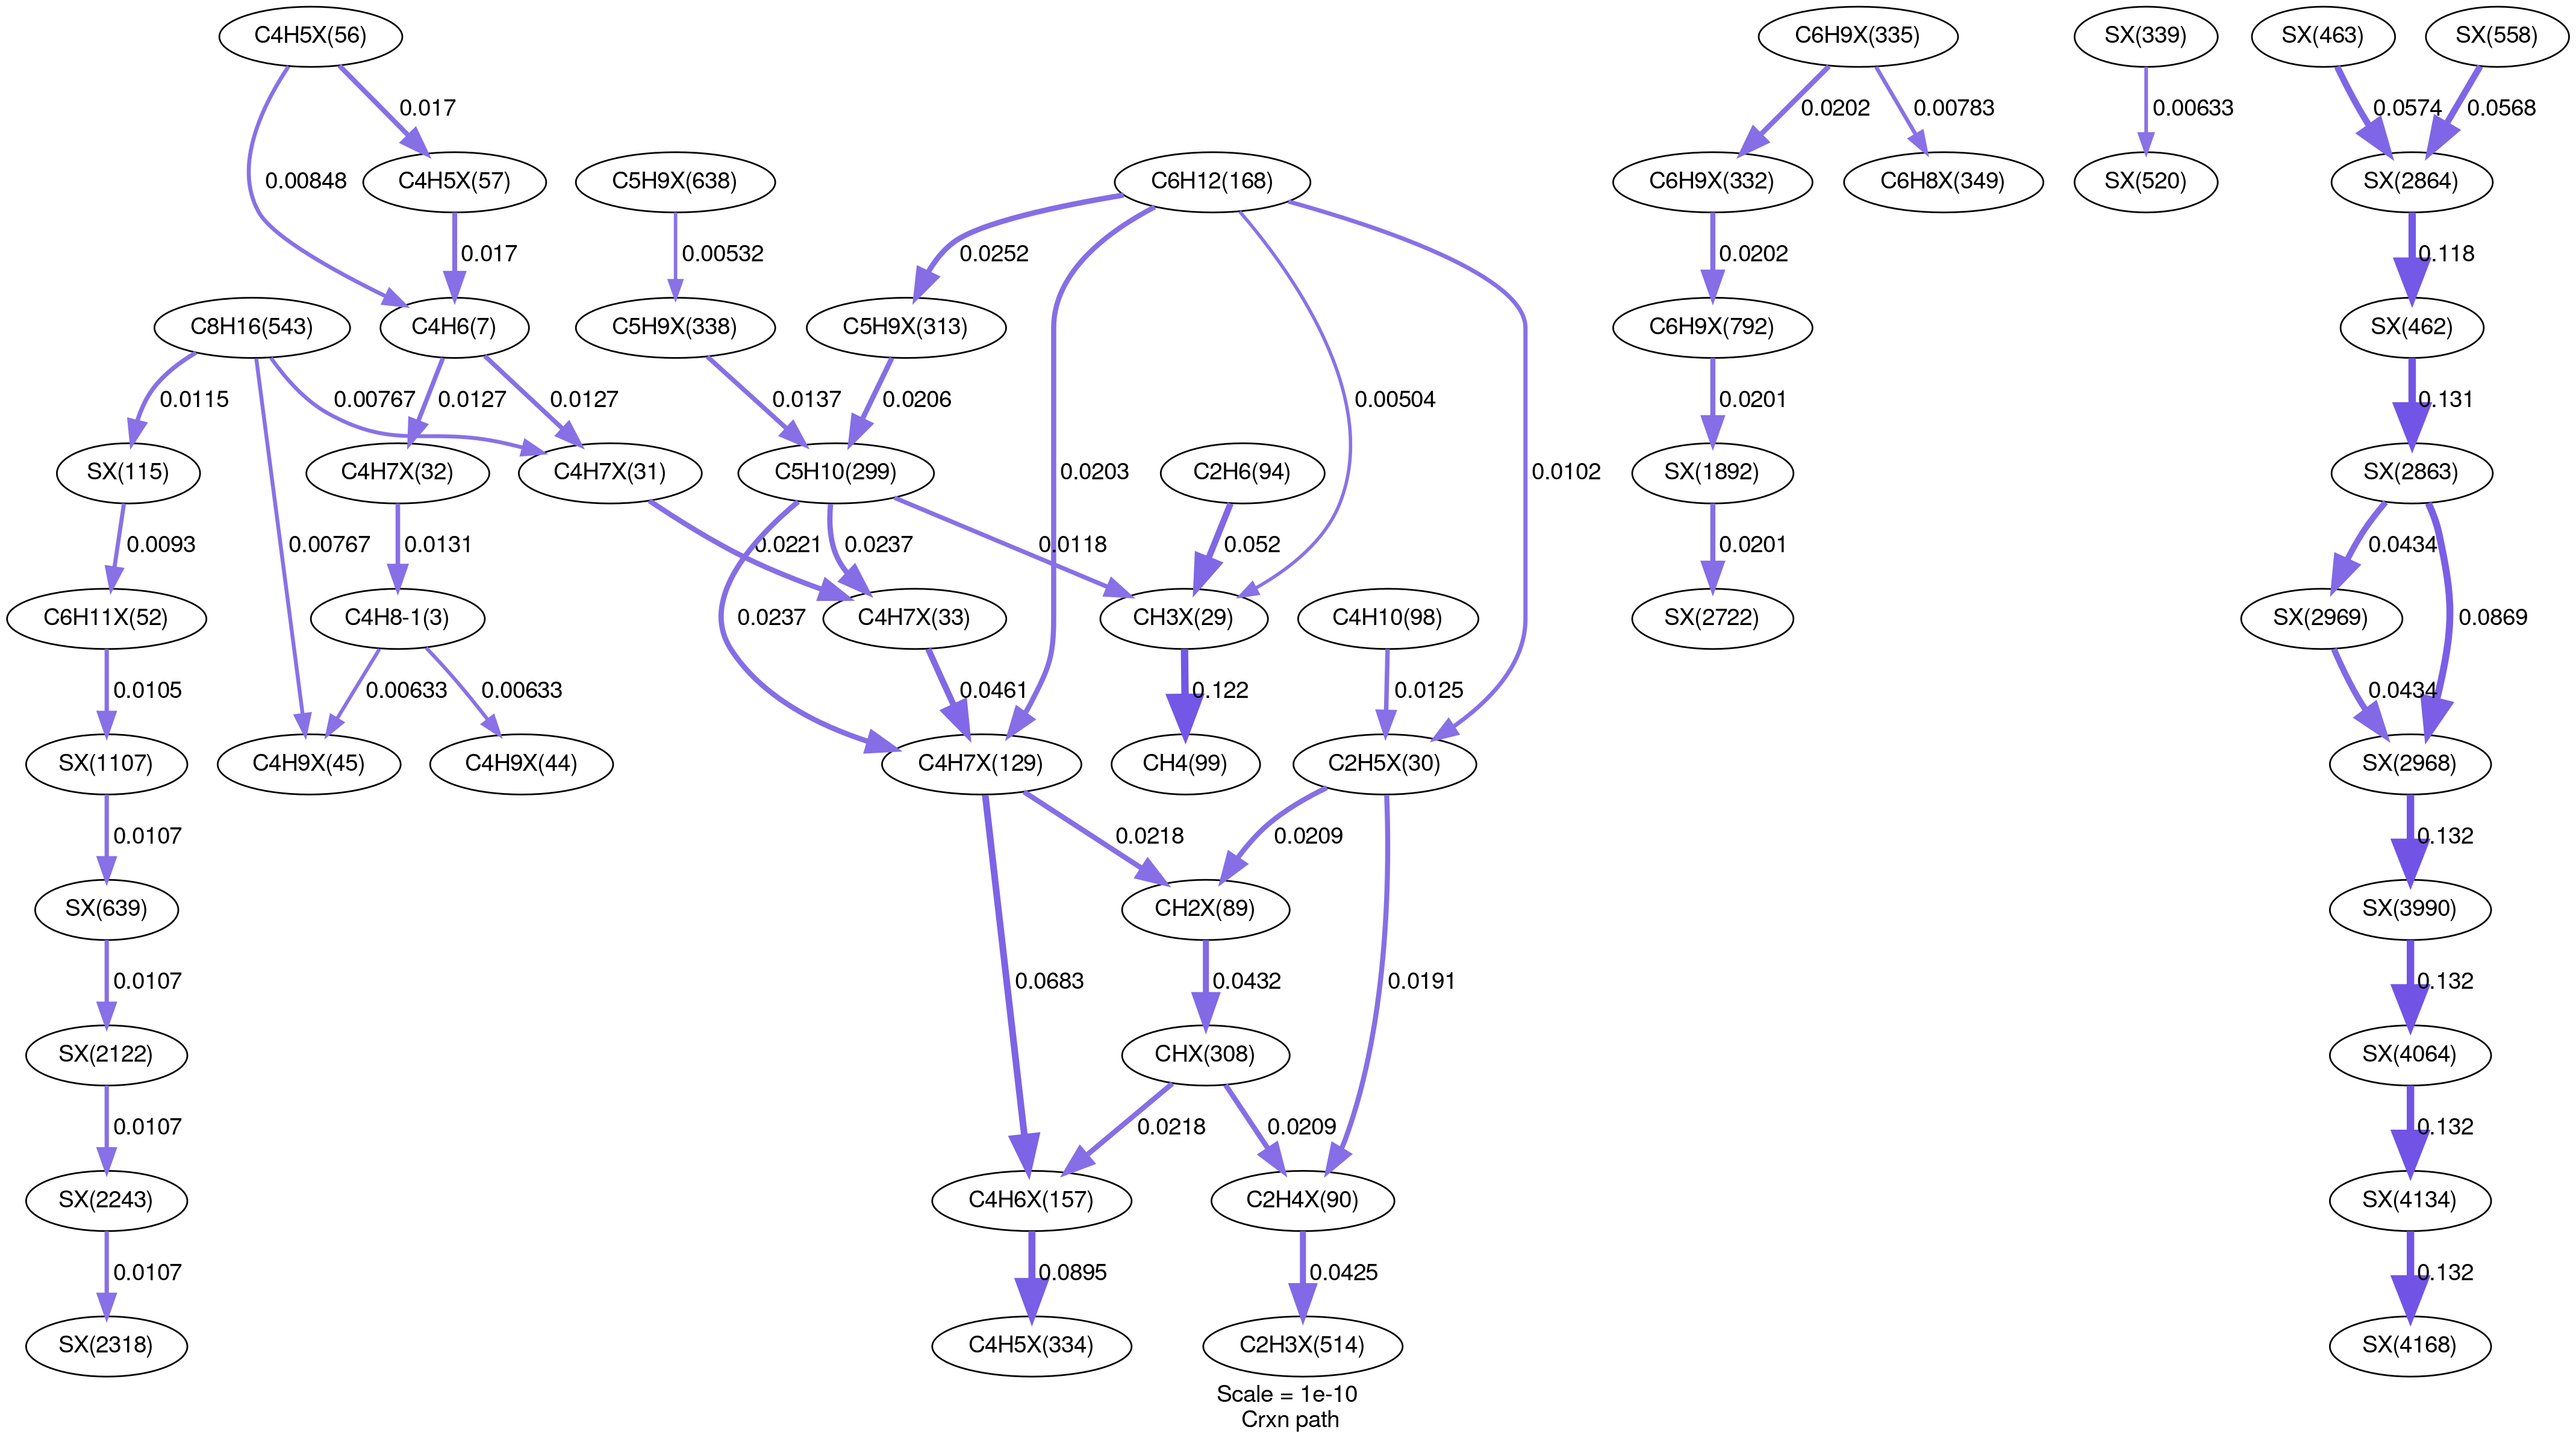 C4H5X(56)
C6H9X(335)
SX(339)
SX(463)
SX(558)
0.017
0.0202
0.00783
0.00633
0.0574
0.0568
0.00848
C4H5X(57)
C5H9X(638)
C6H12(168)
C6H9X(332)
C6H8X(349)
SX(520)
SX(2864)
0.017
0.00532
0.0252
0.0202
0.118
C8H16(543)
C4H6(7)
C5H9X(338)
C5H9X(313)
C6H9X(792)
SX(462)
0.0115
0.00767
0.0127
0.0127
0.0137
0.0206
0.00504
0.0201
0.131
SX(115)
C4H7X(32)
C4H7X(31)
C5H10(299)
0.0203
C2H6(94)
0.0102
SX(1892)
SX(2863)
0.0093
0.00767
0.0131
0.0221
0.0237
0.0118
0.052
0.0201
0.0434
C6H11X(52)
C4H8-1(3)
0.0237
C4H7X(33)
CH3X(29)
C4H10(98)
SX(2722)
SX(2969)
0.0869
0.0105
0.00633
0.00633
0.0461
0.122
0.0125
0.0434
SX(1107)
C4H9X(45)
C4H9X(44)
C4H7X(129)
CH4(99)
C2H5X(30)
SX(2968)
0.0107
0.0218
0.0209
0.132
SX(639)
CH2X(89)
SX(3990)
0.0107
0.0683
0.0432
0.0191
0.132
SX(2122)
CHX(308)
SX(4064)
0.0107
0.0218
0.0209
0.132
SX(2243)
C4H6X(157)
C2H4X(90)
SX(4134)
0.0107
0.0895
0.0425
0.132
SX(2318)
C4H5X(334)
C2H3X(514)
SX(4168)
Scale = 1e-10
Crxn path